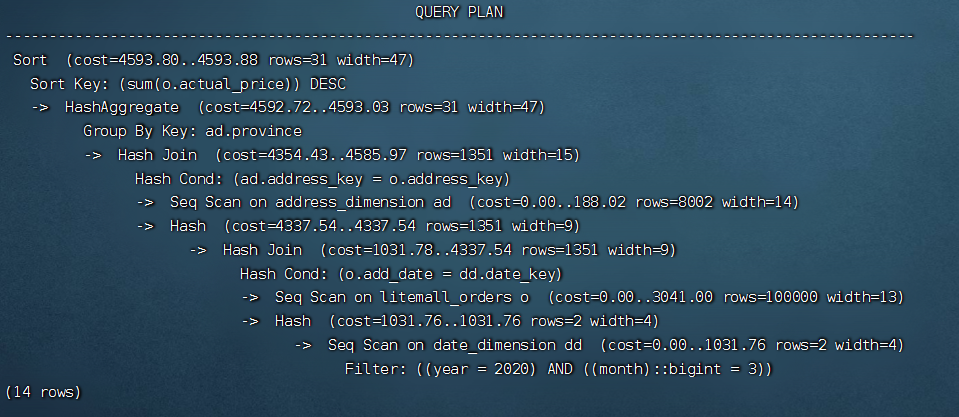 QUERY PLAN
-----------------------------------------------------------------------------------------------------------
Sort  (cost=4593.80..4593.88 rows=31 width=47)
Sort Key: (sum(o.actual_price)) DESC
->  HashAggregate  (cost=4592.72..4593.03 rows=31 width=47)
Group By Key: ad.province
->  Hash Join  (cost=4354.43..4585.97 rows=1351 width=15)
Hash Cond: (ad.address_key = o.address_key)
->  Seq Scan on address_dimension ad  (cost=0.00..188.02 rows=8002 width=14)
->  Hash  (cost=4337.54..4337.54 rows=1351 width=9)
->  Hash Join  (cost=1031.78..4337.54 rows=1351 width=9)
Hash Cond: (o.add_date = dd.date_key)
->  Seq Scan on litemall_orders o  (cost=0.00..3041.00 rows=100000 width=13)
->  Hash  (cost=1031.76..1031.76 rows=2 width=4)
->  Seq Scan on date_dimension dd  (cost=0.00..1031.76 rows=2 width=4)
Filter: ((year = 2020) AND ((month)::bigint = 3))
(14 rows)